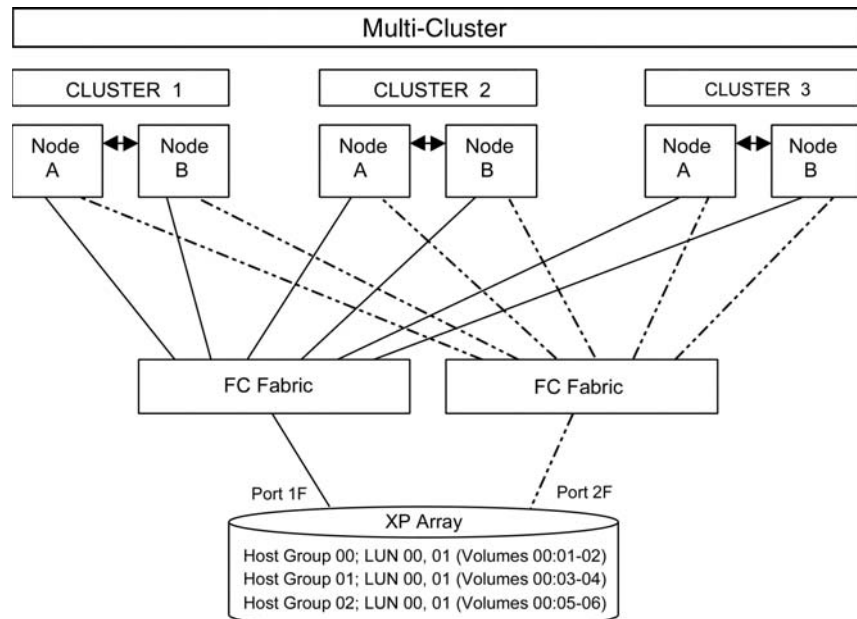 Multi-Cluster
CLUSTER 1
CLUSTER 2
CLUSTER 3
Node
A
Node
B
Node
A
Node
B
Node
A
Node
B
FC Fabric
FC Fabric
Port 1F
Port 2F
XP Array
Host Group 00; LUN 00, 01 (Volumes 00:01-02)
Host Group 01; LUN 00, 01 (Volumes 00:03-04)
Host Group 02; LUN 00, 01 (Volumes 00:05-06)